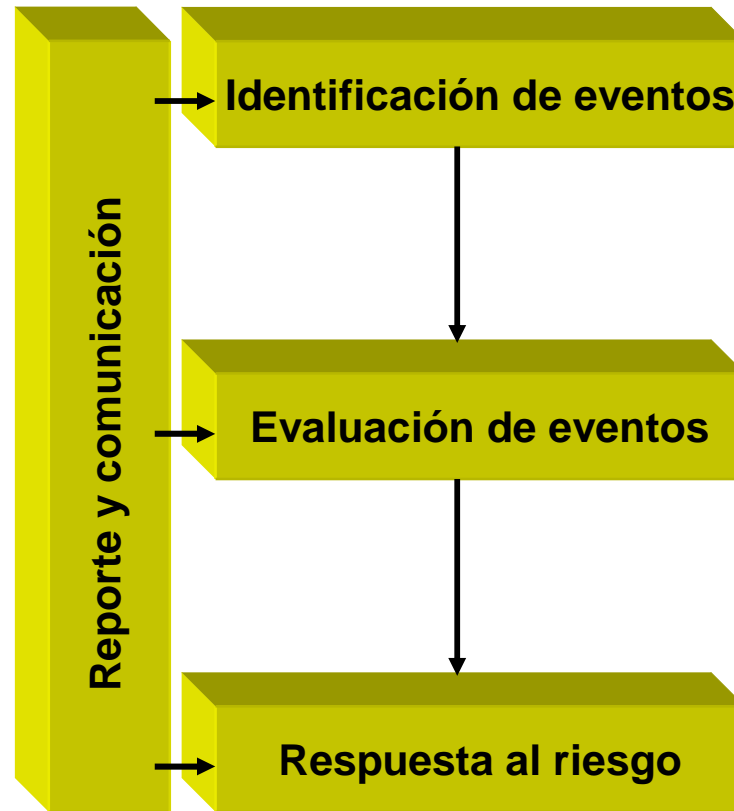 Identificación de eventos
Reporte y comunicación
Evaluación de eventos
Respuesta al riesgo